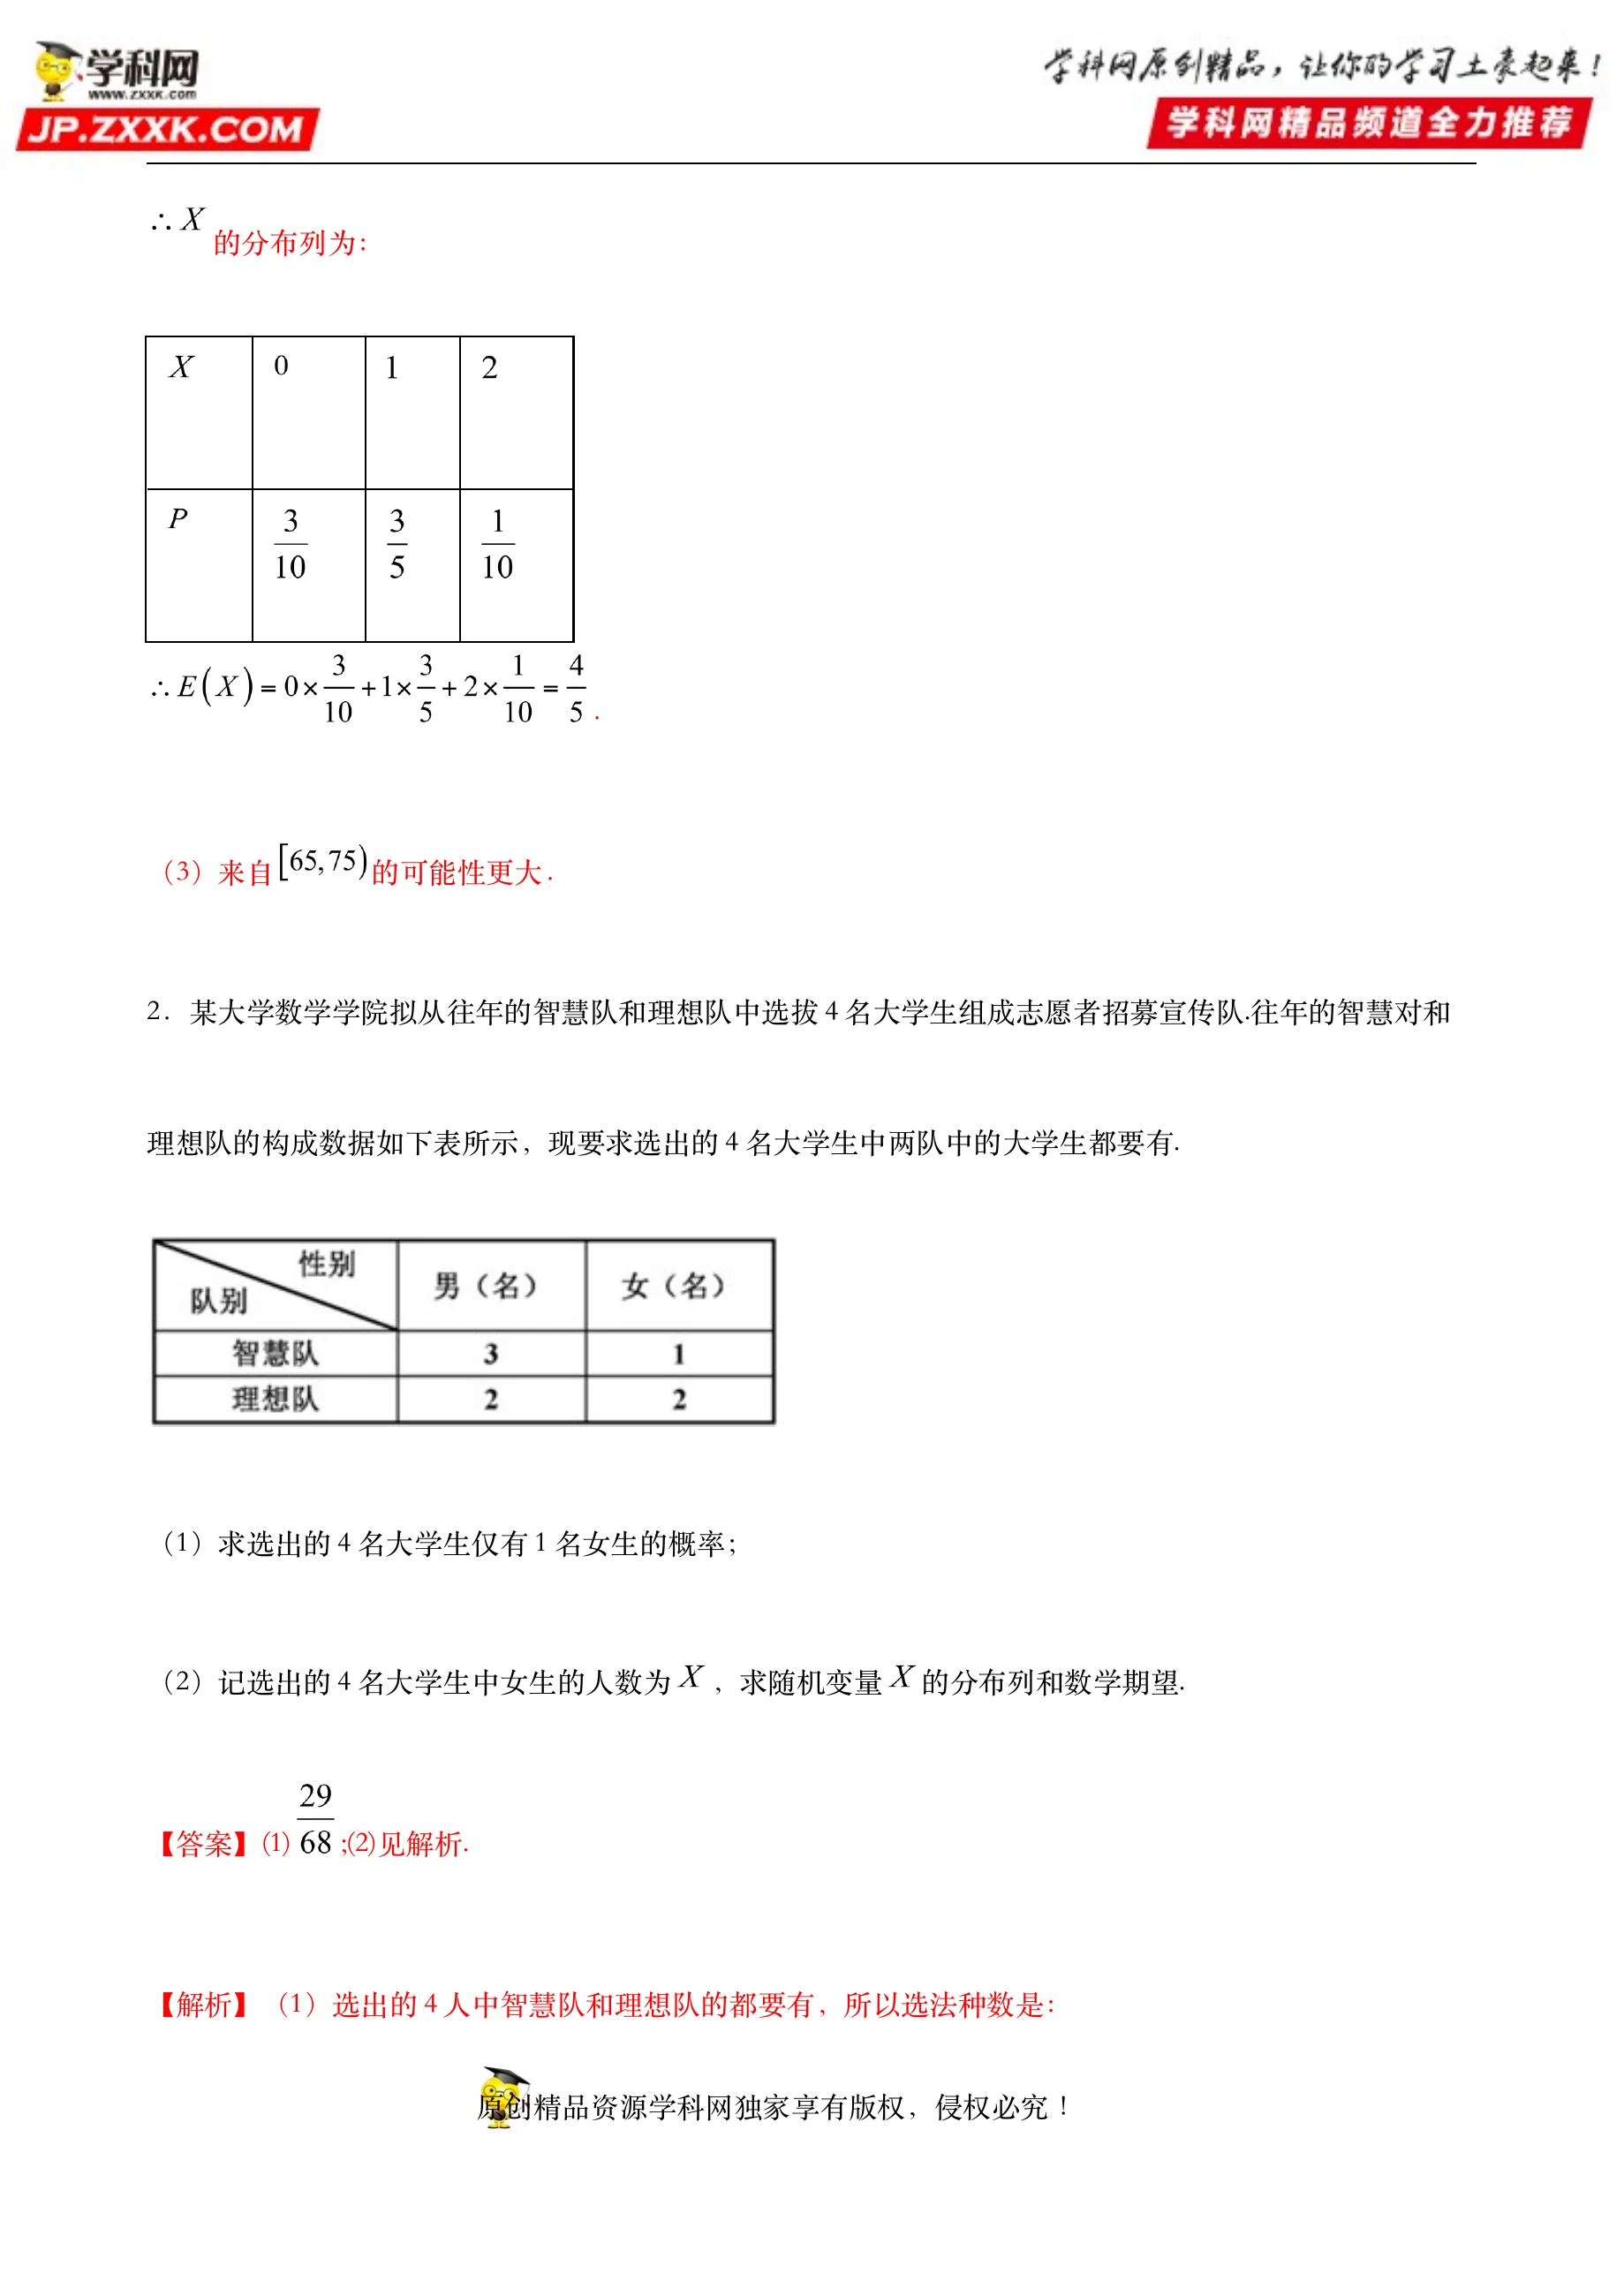 学科网
www.zxxk.com
JP.ZXXK.COM
学科网原创精品，让你的学习土豪起来！
学科网精品频道全力推荐
∴X 的分布列为：
X 0 1 2
P 3/10 3/5 1/10
∴E(X)=0×3/10+1×3/5+2×1/10=4/5．
（3）来自[65,75)的可能性更大．
2．某大学数学学院拟从往年的智慧队和理想队中选拔 4 名大学生组成志愿者招募宣传队.往年的智慧对和
理想队的构成数据如下表所示，现要求选出的 4 名大学生中两队中的大学生都要有.
性别
队别
男（名） 女（名）
智慧队 3 1
理想队 2 2
（1）求选出的 4 名大学生仅有 1 名女生的概率；
（2）记选出的 4 名大学生中女生的人数为 X ，求随机变量 X 的分布列和数学期望.
【答案】(1) 29/68 ;(2)见解析.
【解析】（1）选出的 4 人中智慧队和理想队的都要有，所以选法种数是：
原创精品资源学科网独家享有版权，侵权必究！